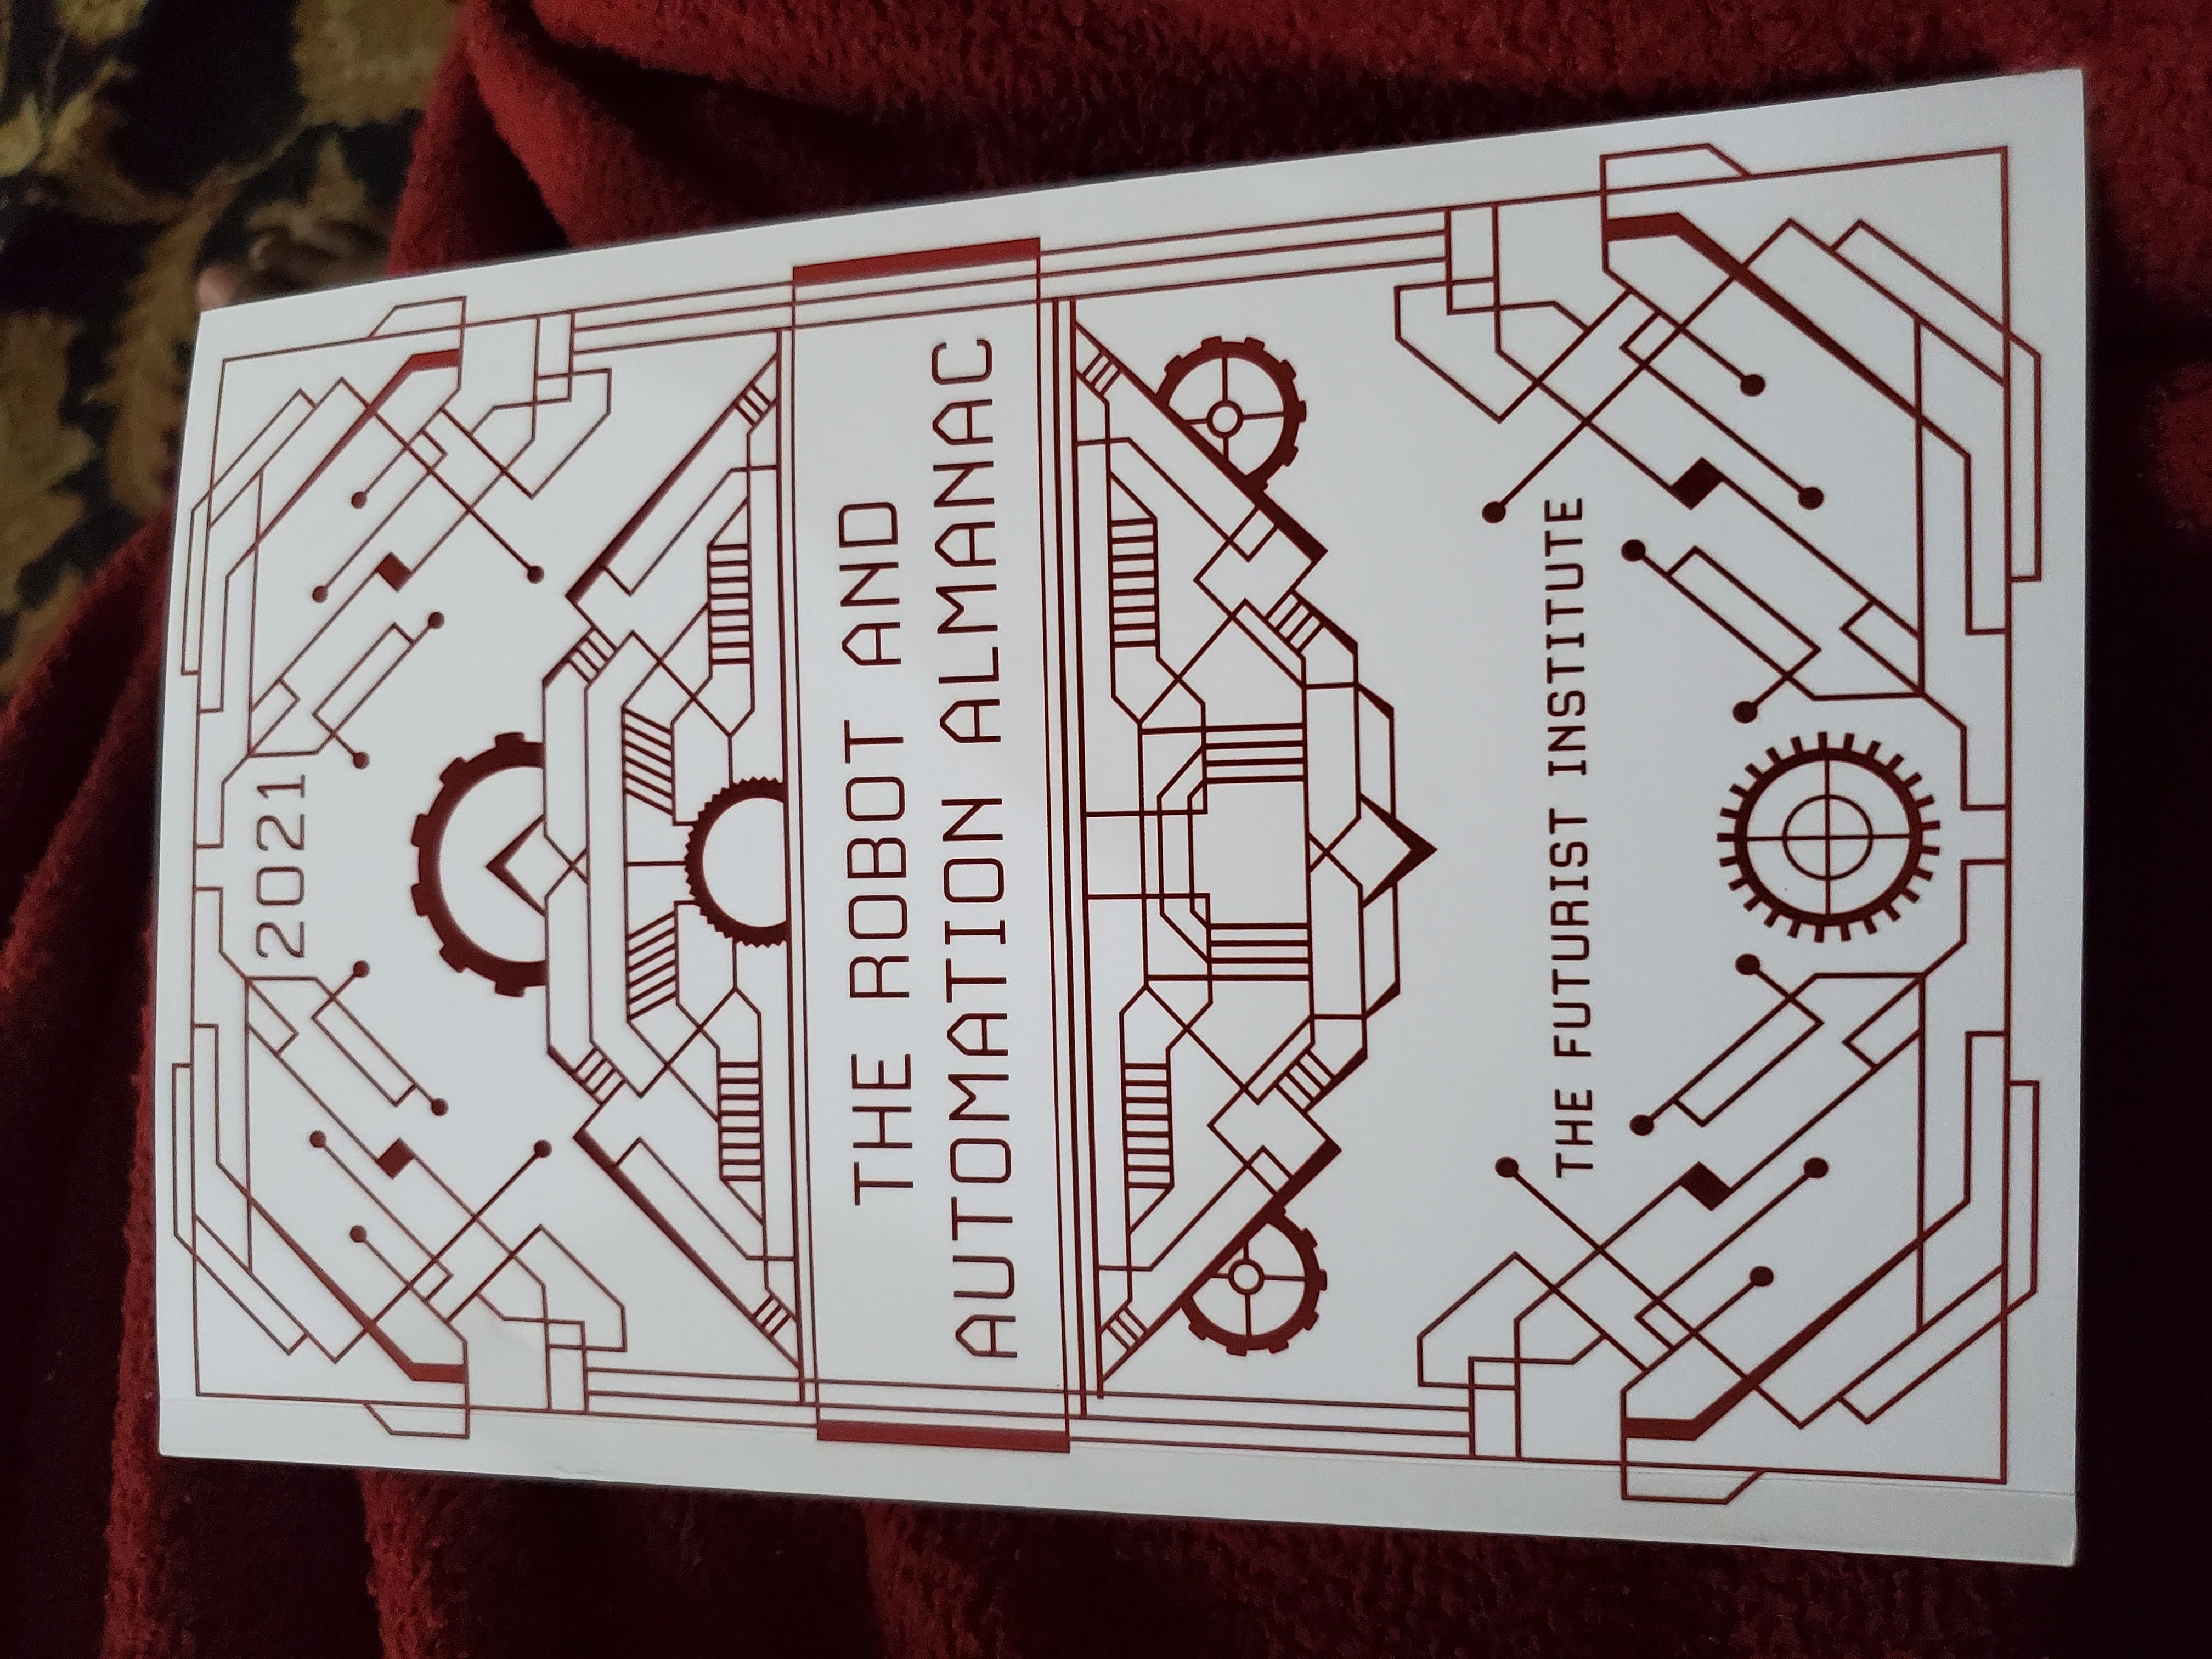 2021
THE ROBOT AND
AUTOMATION ALMANAC
THE FUTURIST INSTITUTE